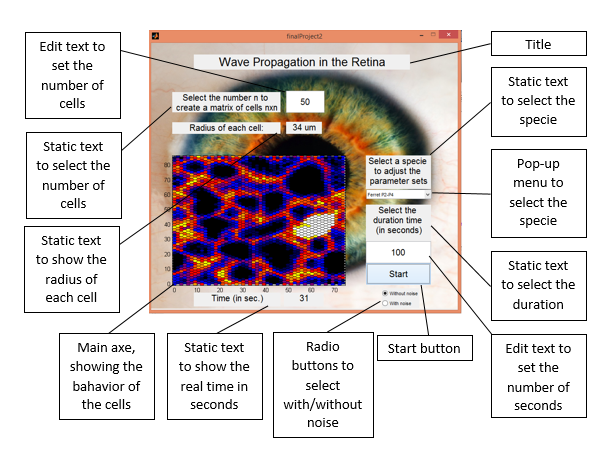 finalProject2
Wave Propagation in the Retina
Select the number n to
create a matrix of cells nxn
50
Radius of each cell:
34 um
Select a specie
to adjust the
parameter sets
Ferret P2-P4
Select the
duration time
(in seconds)
100
Start
Without noise
With noise
80
70
60
50
40
30
20
10
0
0 10 20 30 40 50 60 70
Time (in sec.) 31
Edit text to
set the
number of
cells
Static text
to select the
number of
cells
Static text
to show the
radius of
each cell
Main axe,
showing the
bahavior of
the cells
Static text
to show the
real time in
seconds
Radio
buttons to
select
with/without
noise
Start button
Title
Static text
to select the
specie
Pop-up
menu to
select the
specie
Static text
to select the
duration
Edit text to
set the
number of
seconds